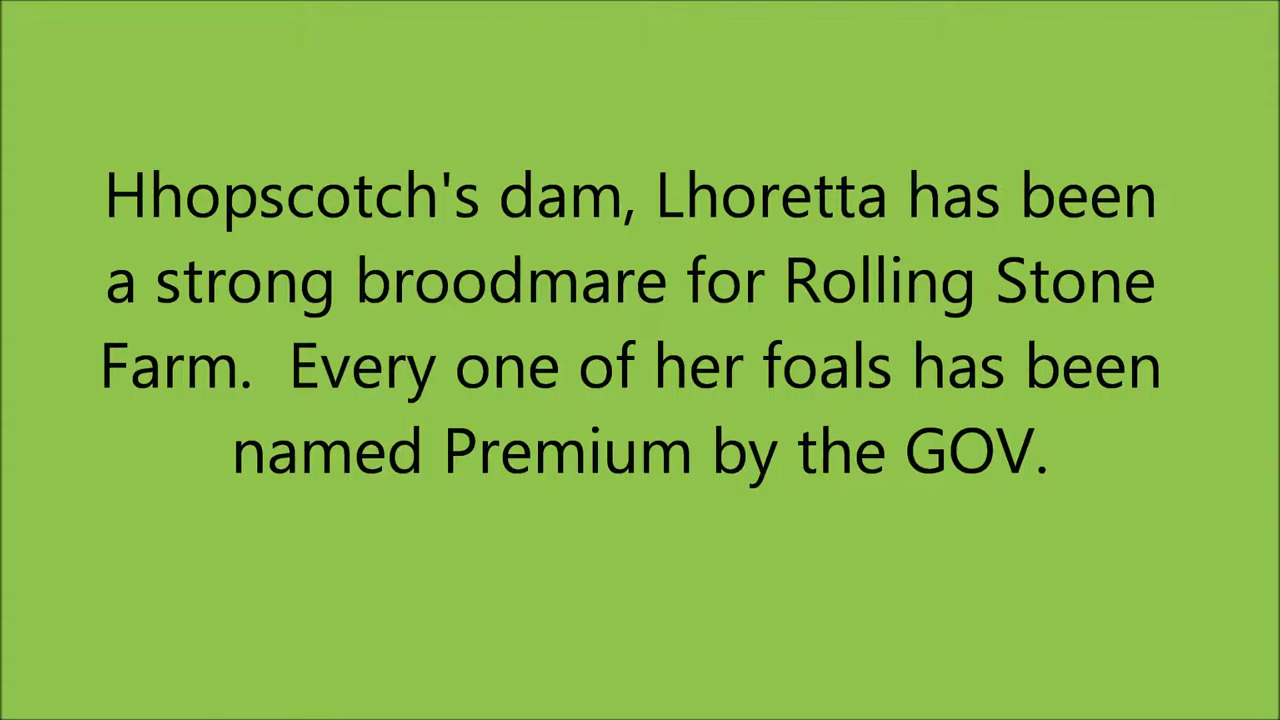 Hhopscotch's dam, Lhoretta has been
a strong broodmare for Rolling Stone
Farm.  Every one of her foals has been
named Premium by the GOV.